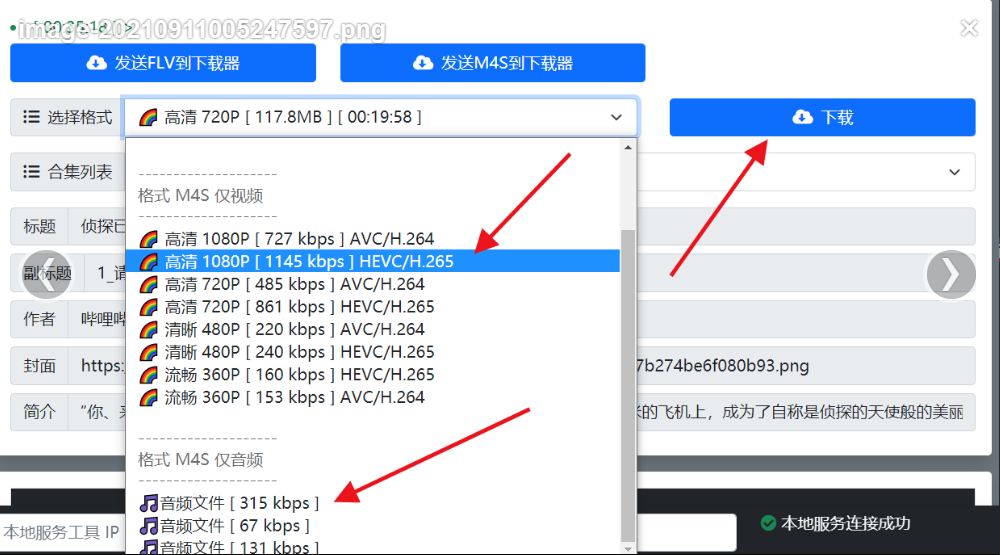 image-20210911005247597.png
发送FLV到下载器
发送M4S到下载器
选择格式
高清 720P [ 117.8MB ] [ 00:19:58 ]
下载
合集列表
--------------------
格式 M4S 仅视频
--------------------
高清 1080P [ 727 kbps ] AVC/H.264
高清 1080P [ 1145 kbps ] HEVC/H.265
高清 720P [ 485 kbps ] AVC/H.264
高清 720P [ 861 kbps ] HEVC/H.265
清晰 480P [ 220 kbps ] AVC/H.264
清晰 480P [ 240 kbps ] HEVC/H.265
流畅 360P [ 160 kbps ] HEVC/H.265
流畅 360P [ 153 kbps ] AVC/H.264
--------------------
格式 M4S 仅音频
--------------------
音频文件 [ 315 kbps ]
音频文件 [ 67 kbps ]
音频文件 [ 131 kbps ]
标题 侦探已
副标题 1_请
作者 哔哩哔
封面 https: 7b274be6f080b93.png
简介 "你、 的飞机上，成为了自称是侦探的天使般的美丽
本地服务工具 IP
本地服务连接成功